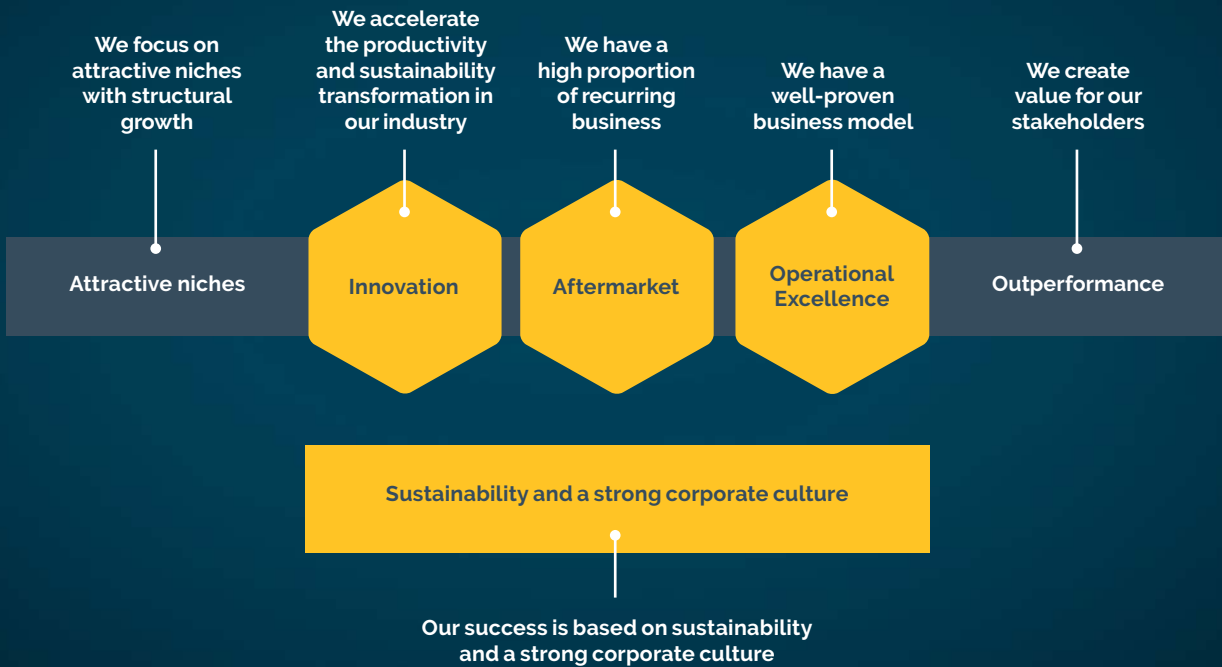 We focus on
attractive niches
with structural
growth
We accelerate
the productivity
and sustainability
transformation in
our industry
We have a
high proportion
of recurring
business
We have a
well-proven
business model
We create
value for our
stakeholders
Attractive niches
Innovation
Aftermarket
Operational
Excellence
Outperformance
Sustainability and a strong corporate culture
Our success is based on sustainability
and a strong corporate culture